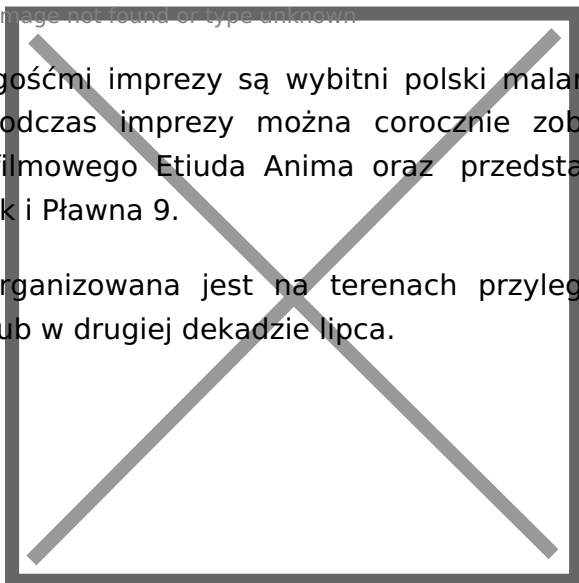 mage not found or type unknown
gośćmi imprezy są wybitni polski malar
odczas imprezy można corocznie zob
filmowego Etiuda Anima oraz przedsta
k i Pławna 9.
rganizowana jest na terenach przyleg
ub w drugiej dekadzie lipca.